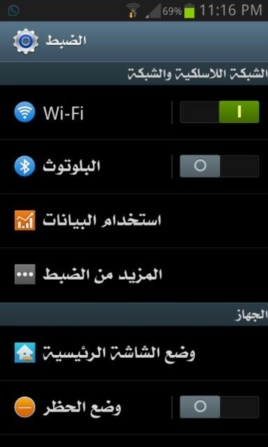 69% 11:16 PM
الضبط
الشبكة اللاسلكية والشبكة
Wi-Fi
البلوتوث
استخدام البيانات
المزيد من الضبط
الجهاز
وضع الشاشة الرئيسية
وضع الحظر